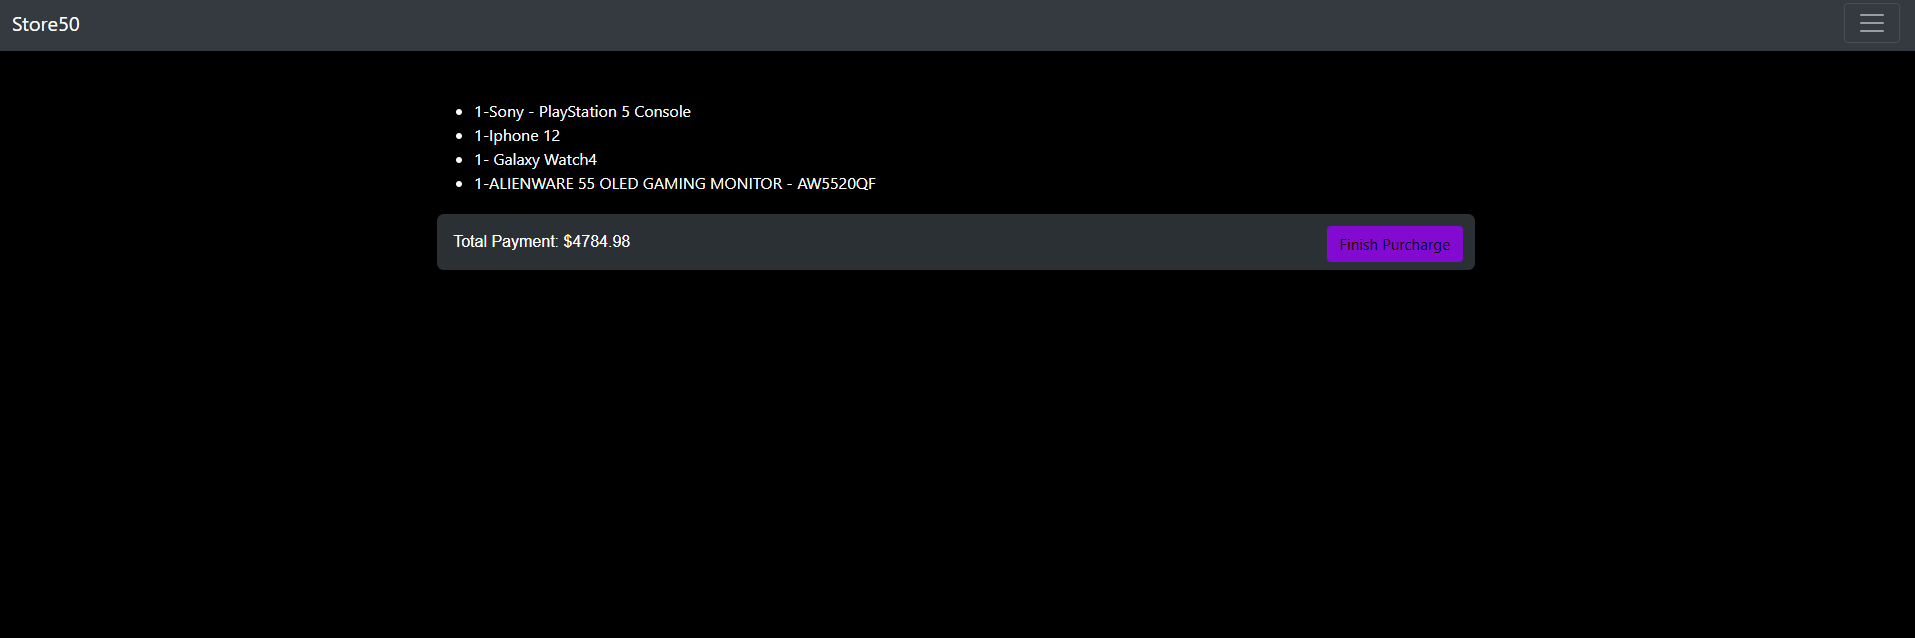 Store50
1-Sony - PlayStation 5 Console
1-Iphone 12
1- Galaxy Watch4
1-ALIENWARE 55 OLED GAMING MONITOR - AW5520QF
Total Payment: $4784.98
Finish Purcharge